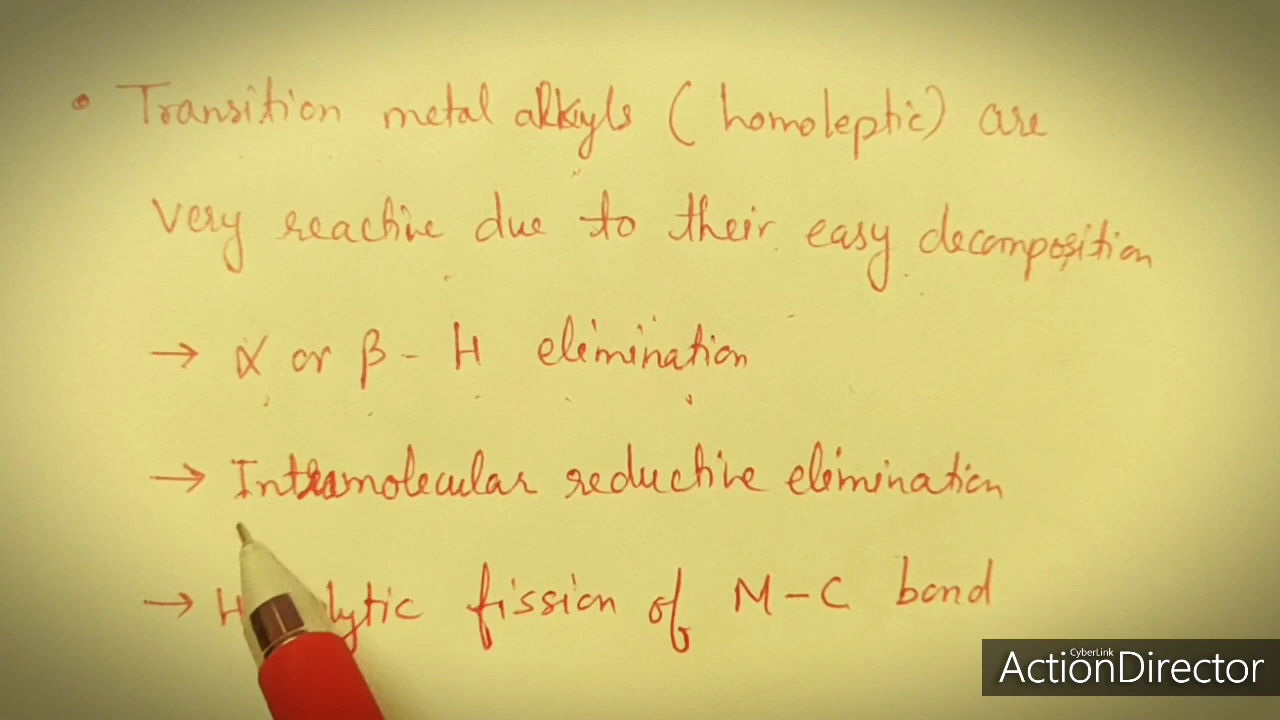 • Transition metal alkyls (homoleptic) are
very reactive due to their easy decomposition
→ α or β - H elimination
→ Intramolecular reductive elimination
→ fission of M-C bond
CyberLink
ActionDirector